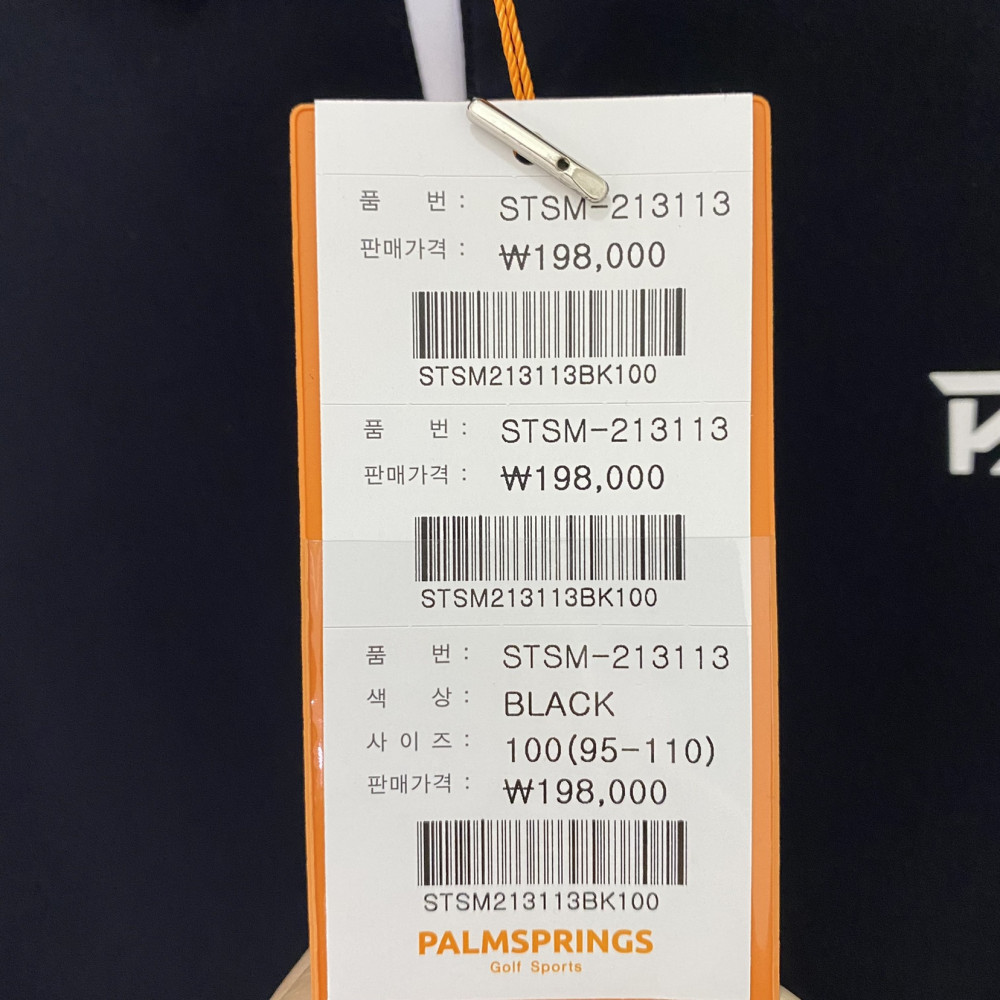 품 번 : STSM-213113
판매가격 : ₩198,000
STSM213113BK100
품 번 : STSM-213113
판매가격 : ₩198,000
STSM213113BK100
품 번 : STSM-213113
색 상 : BLACK
사 이 즈 : 100(95-110)
판매가격 : ₩198,000
STSM213113BK100
PALMSPRINGS
Golf Sports